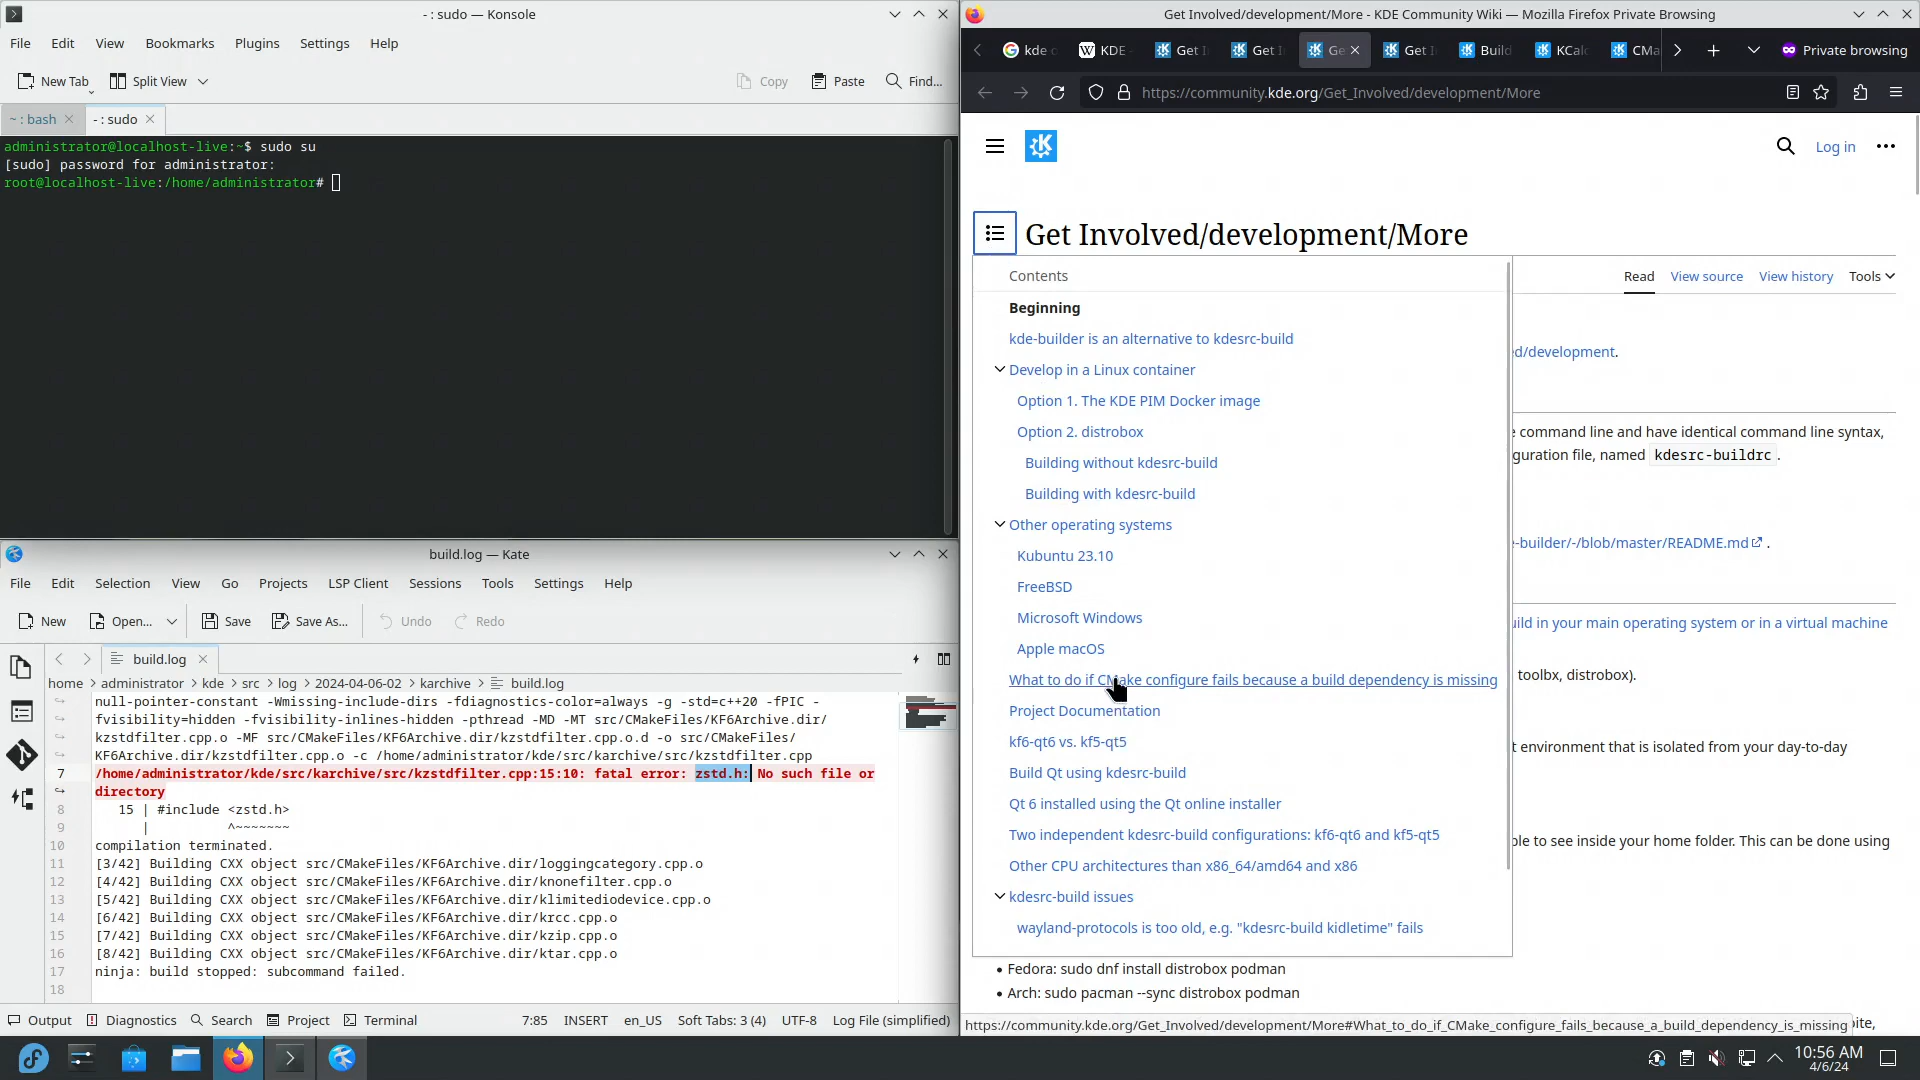 - : sudo — Konsole
File Edit View Bookmarks Plugins Settings Help
New Tab Split View Copy Paste Find...
~ : bash - : sudo
administrator@localhost-live:~$ sudo su
[sudo] password for administrator:
root@localhost-live:/home/administrator#
build.log — Kate
File Edit Selection View Go Projects LSP Client Sessions Tools Settings Help
New Open... Save Save As... Undo Redo
build.log
home administrator kde src log 2024-04-06-02 karchive build.log
null-pointer-constant -Wmissing-include-dirs -fdiagnostics-color=always -g -std=c++20 -fPIC -
fvisibility=hidden -fvisibility-inlines-hidden -pthread -MD -MT src/CMakeFiles/KF6Archive.dir/
kzstdfilter.cpp.o -MF src/CMakeFiles/KF6Archive.dir/kzstdfilter.cpp.o.d -o src/CMakeFiles/
KF6Archive.dir/kzstdfilter.cpp.o -c /home/administrator/kde/src/karchive/src/kzstdfilter.cpp
7 /home/administrator/kde/src/karchive/src/kzstdfilter.cpp:15:10: fatal error: zstd.h: No such file or
directory
8 15 | #include <zstd.h>
9 | ^~~~~~~~
10 compilation terminated.
11 [3/42] Building CXX object src/CMakeFiles/KF6Archive.dir/loggingcategory.cpp.o
12 [4/42] Building CXX object src/CMakeFiles/KF6Archive.dir/knonefilter.cpp.o
13 [5/42] Building CXX object src/CMakeFiles/KF6Archive.dir/klimitediodevice.cpp.o
14 [6/42] Building CXX object src/CMakeFiles/KF6Archive.dir/krcc.cpp.o
15 [7/42] Building CXX object src/CMakeFiles/KF6Archive.dir/kzip.cpp.o
16 [8/42] Building CXX object src/CMakeFiles/KF6Archive.dir/ktar.cpp.o
17 ninja: build stopped: subcommand failed.
18
Output Diagnostics Search Project Terminal 7:85 INSERT en_US Soft Tabs: 3 (4) UTF-8 Log File (simplified)
Get Involved/development/More - KDE Community Wiki — Mozilla Firefox Private Browsing
kde KDE Get I Get I Ge Get I Build KCal CMa Private browsing
https://community.kde.org/Get_Involved/development/More
Log in
Get Involved/development/More
Read View source View history Tools
Contents
Beginning
kde-builder is an alternative to kdesrc-build
Develop in a Linux container
Option 1. The KDE PIM Docker image
Option 2. distrobox
Building without kdesrc-build
Building with kdesrc-build
Other operating systems
Kubuntu 23.10
FreeBSD
Microsoft Windows
Apple macOS
What to do if CMake configure fails because a build dependency is missing
Project Documentation
kf6-qt6 vs. kf5-qt5
Build Qt using kdesrc-build
Qt 6 installed using the Qt online installer
Two independent kdesrc-build configurations: kf6-qt6 and kf5-qt5
Other CPU architectures than x86_64/amd64 and x86
kdesrc-build issues
wayland-protocols is too old, e.g. "kdesrc-build kidletime" fails
ed/development.
e command line and have identical command line syntax,
guration file, named kdesrc-buildrc .
e-builder/-/blob/master/README.md .
uild in your main operating system or in a virtual machine
toolbx, distrobox).
t environment that is isolated from your day-to-day
ble to see inside your home folder. This can be done using
• Fedora: sudo dnf install distrobox podman
• Arch: sudo pacman --sync distrobox podman
https://community.kde.org/Get_Involved/development/More#What_to_do_if_CMake_configure_fails_because_a_build_dependency_is_missing
10:56 AM
4/6/24